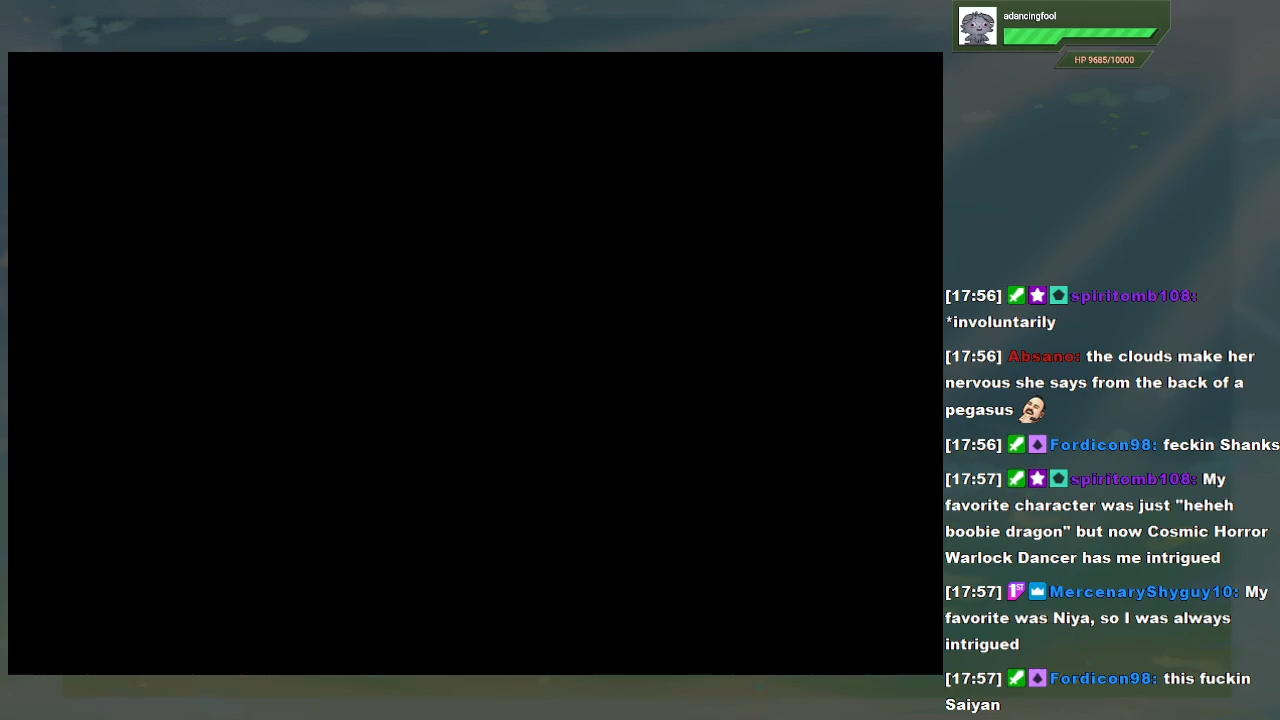 adancingfool
HP 9685/10000
[17:56] spiritomb108:
*involuntarily
[17:56] Absano: the clouds make her
nervous she says from the back of a
pegasus
[17:56] Fordicon98: feckin Shanks
[17:57] spiritomb108: My
favorite character was just "heheh
boobie dragon" but now Cosmic Horror
Warlock Dancer has me intrigued
[17:57] 1ST MercenaryShyguy10: My
favorite was Niya, so I was always
intrigued
[17:57] Fordicon98: this fuckin
Saiyan